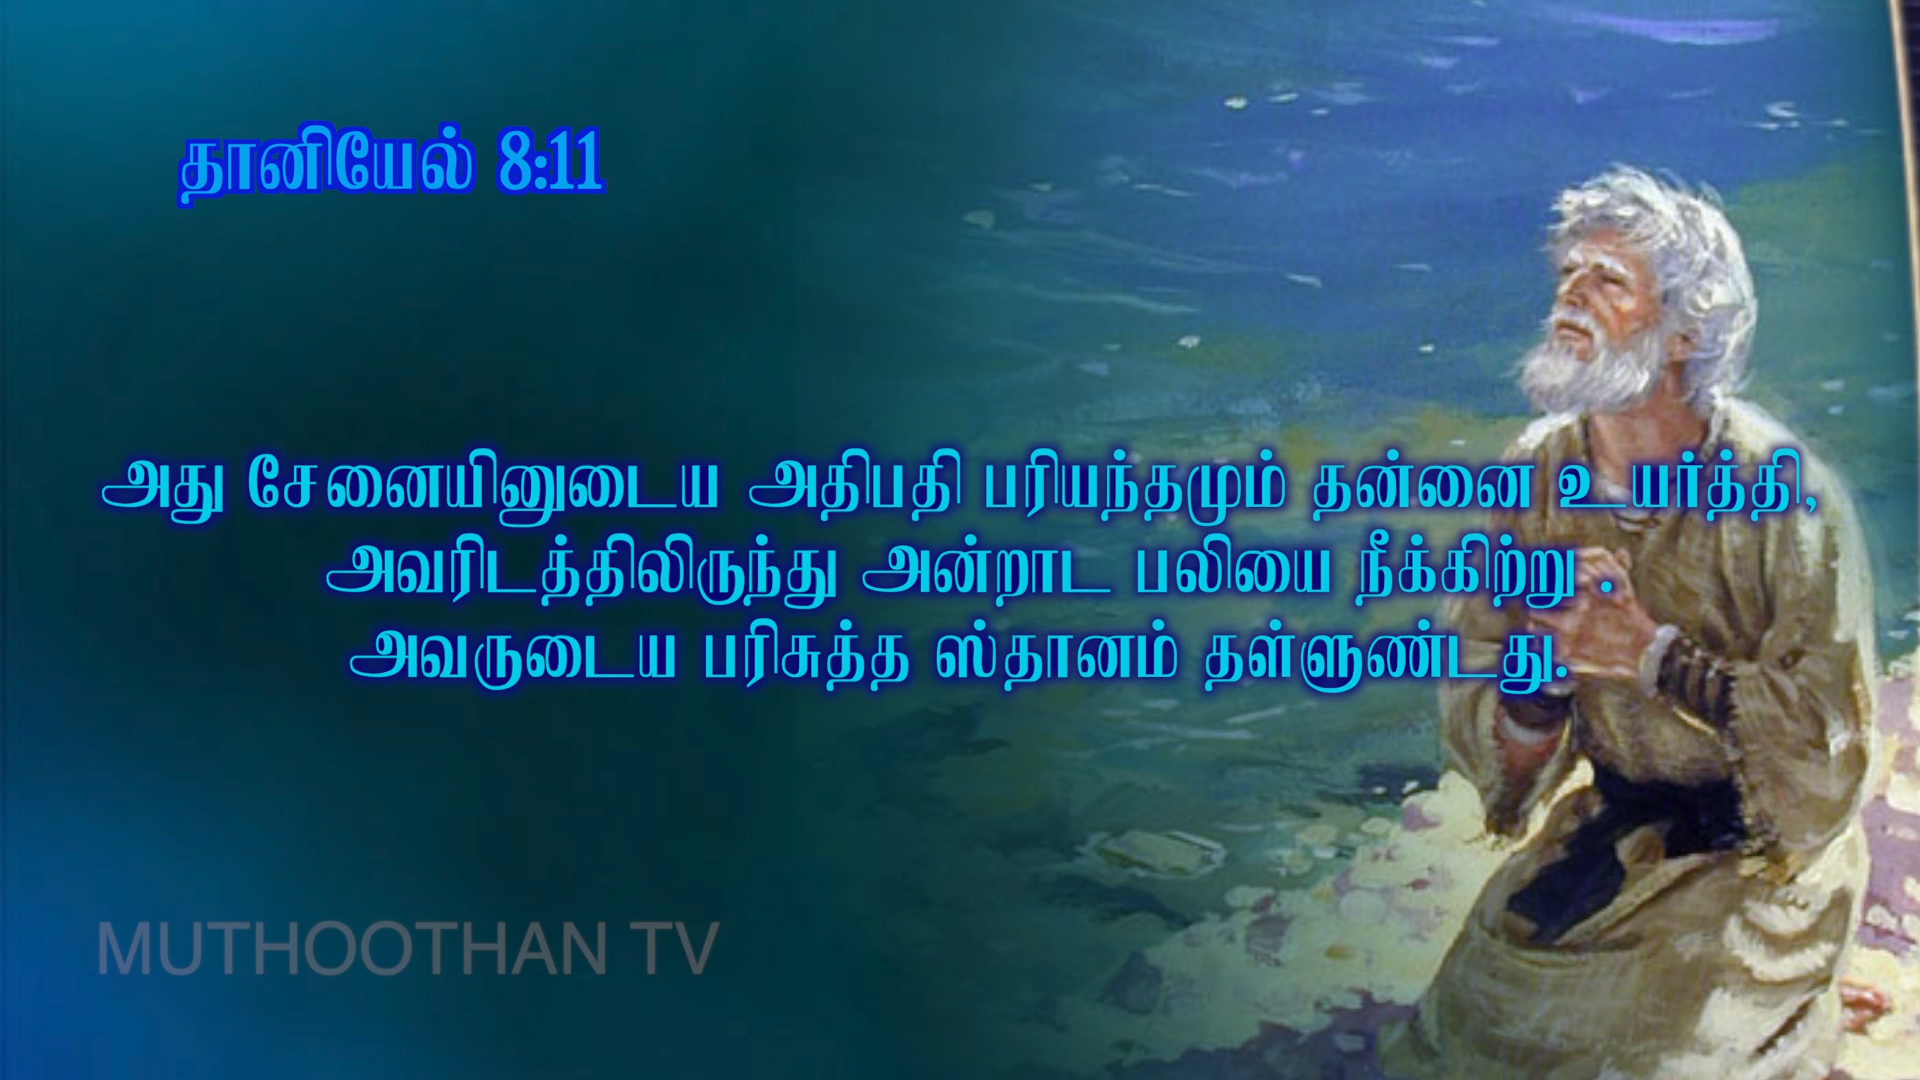 தானியேல் 8:11
அது சேனையினுடைய அதிபதி பரியந்தமும் தன்னை உயர்த்தி,
அவரிடத்திலிருந்து அன்றாட பலியை நீக்கிற்று .
அவருடைய பரிசுத்த ஸ்தானம் தள்ளுண்டது.
MUTHOOTHAN TV